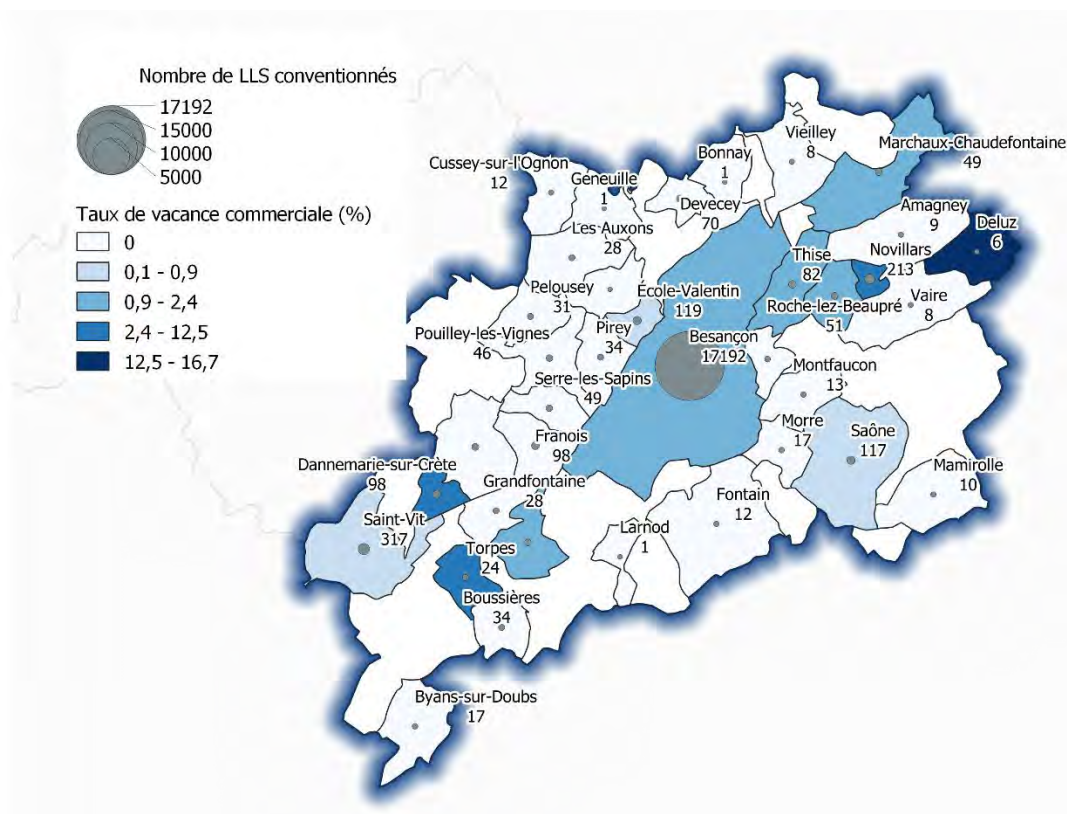 Nombre de LLS conventionnés
17192
15000
10000
5000
Taux de vacance commerciale (%)
0
0,1 - 0,9
0,9 - 2,4
2,4 - 12,5
12,5 - 16,7
Vieilley
8
Marchaux-Chaudefontaine
49
Bonnay
1
Cussey-sur-l'Ognon
12
Geneuille
1
Devecey
70
Amagney
9
Deluz
6
Les Auxons
28
Thise
82
Novillars
213
Pelousey
31
École-Valentin
119
Roche-lez-Beaupré
51
Vaire
8
Pouilley-les-Vignes
46
Pirey
34
Besançon
17192
Serre-les-Sapins
49
Montfaucon
13
Morre
17
Saône
117
Franois
98
Dannemarie-sur-Crète
98
Grandfontaine
28
Mamirolle
10
Fontain
12
Saint-Vit
317
Larnod
1
Torpes
24
Boussières
34
Byans-sur-Doubs
17